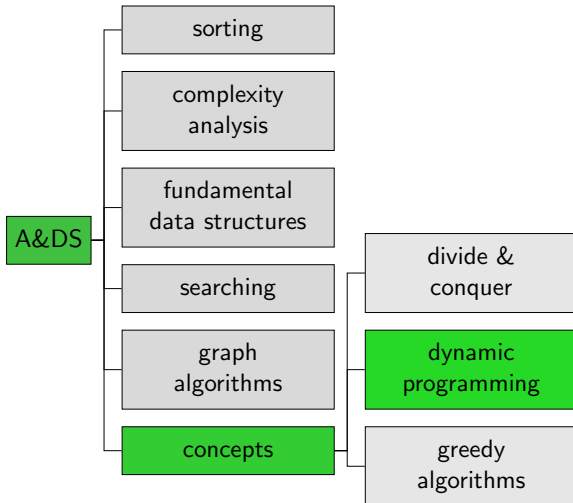 sorting
complexity
analysis
fundamental
data structures
A&DS
searching
divide &
conquer
graph
algorithms
dynamic
programming
concepts
greedy
algorithms